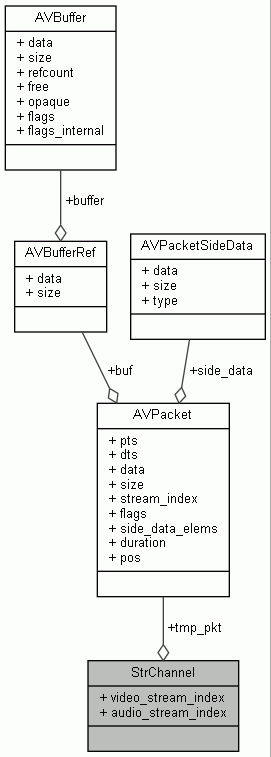 AVBuffer
+ data
+ size
+ refcount
+ free
+ opaque
+ flags
+ flags_internal
+buffer
AVBufferRef
+ data
+ size
AVPacketSideData
+ data
+ size
+ type
+buf
+side_data
AVPacket
+ pts
+ dts
+ data
+ size
+ stream_index
+ flags
+ side_data_elems
+ duration
+ pos
+tmp_pkt
StrChannel
+ video_stream_index
+ audio_stream_index